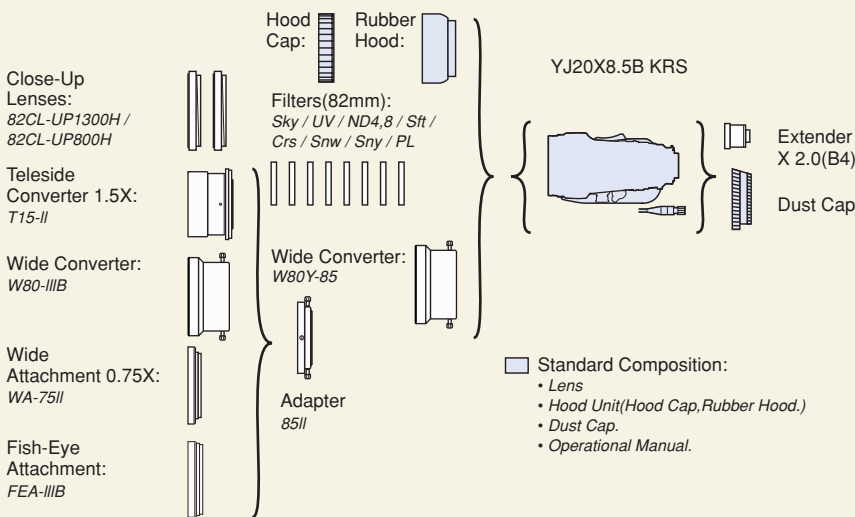 Hood
Cap:
Rubber
Hood:
YJ20X8.5B KRS
Close-Up
Lenses:
82CL-UP1300H /
82CL-UP800H
Filters(82mm):
Sky / UV / ND4,8 / Sft /
Crs / Snw / Sny / PL
Extender
X 2.0(B4)
Dust Cap
Teleside
Converter 1.5X:
T15-II
Wide Converter:
W80-IIIB
Wide Converter:
W80Y-85
Wide
Attachment 0.75X:
WA-75II
Adapter
85II
Fish-Eye
Attachment:
FEA-IIIB
Standard Composition:
• Lens
• Hood Unit(Hood Cap,Rubber Hood.)
• Dust Cap.
• Operational Manual.